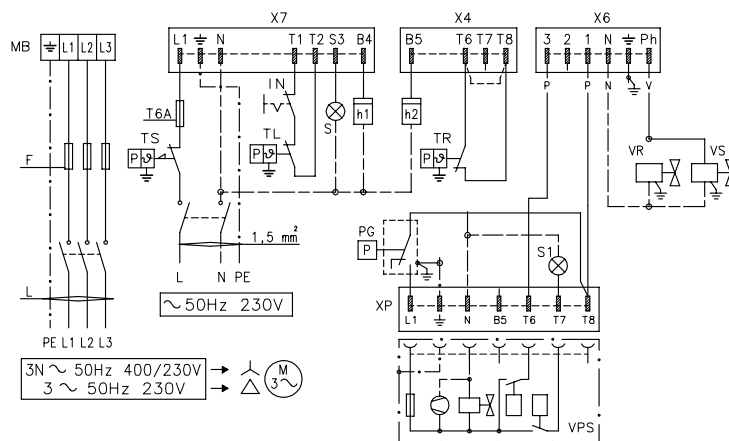 X7 X4 X6
MB ⏚ L1 L2 L3
L1 ⏚ N T1 T2 S3 B4
B5 T6 T7 T8
3 2 1 N ⏚ Ph
P P N V
T6A
IN
S
h1
h2
TS
P ϑ
TL
P ϑ
TR
P ϑ
VR VS
F
1,5 mm²
L N PE
∼ 50Hz 230V
PG
P
S1
XP
L1 ⏚ N B5 T6 T7 T8
VPS
L
PE L1 L2 L3
3N ∼ 50Hz 400/230V
3 ∼ 50Hz 230V
M
3∼